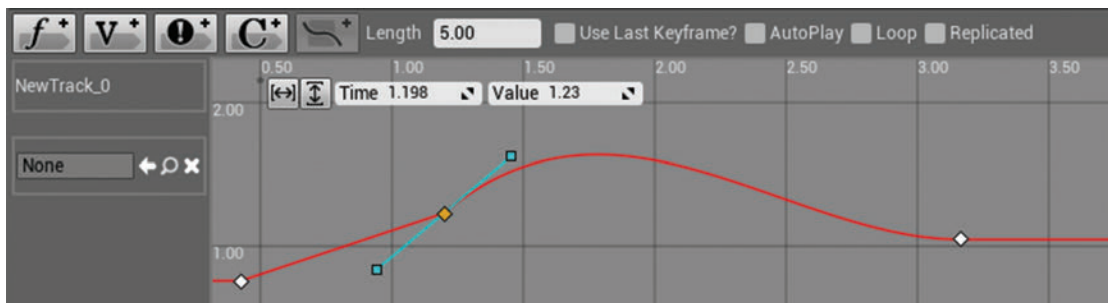 f+ V+ !+ C+ + Length 5.00 Use Last Keyframe? AutoPlay Loop Replicated
0.50 1.00 1.50 2.00 2.50 3.00 3.50
NewTrack_0
Time 1.198 Value 1.23
2.00
None
1.00